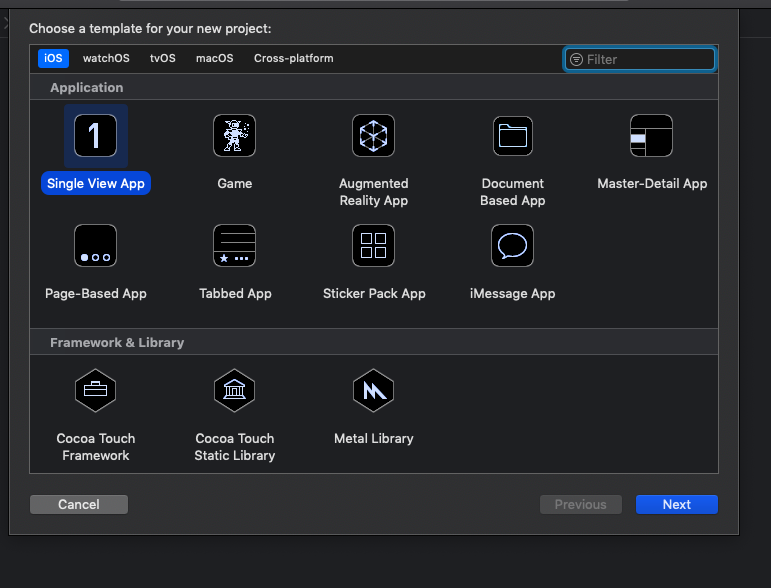 Choose a template for your new project:
iOS watchOS tvOS macOS Cross-platform Filter
Application
1
Single View App Game Augmented Reality App Document Based App Master-Detail App
Page-Based App Tabbed App Sticker Pack App iMessage App
Framework & Library
Cocoa Touch Framework Cocoa Touch Static Library Metal Library
Cancel Previous Next